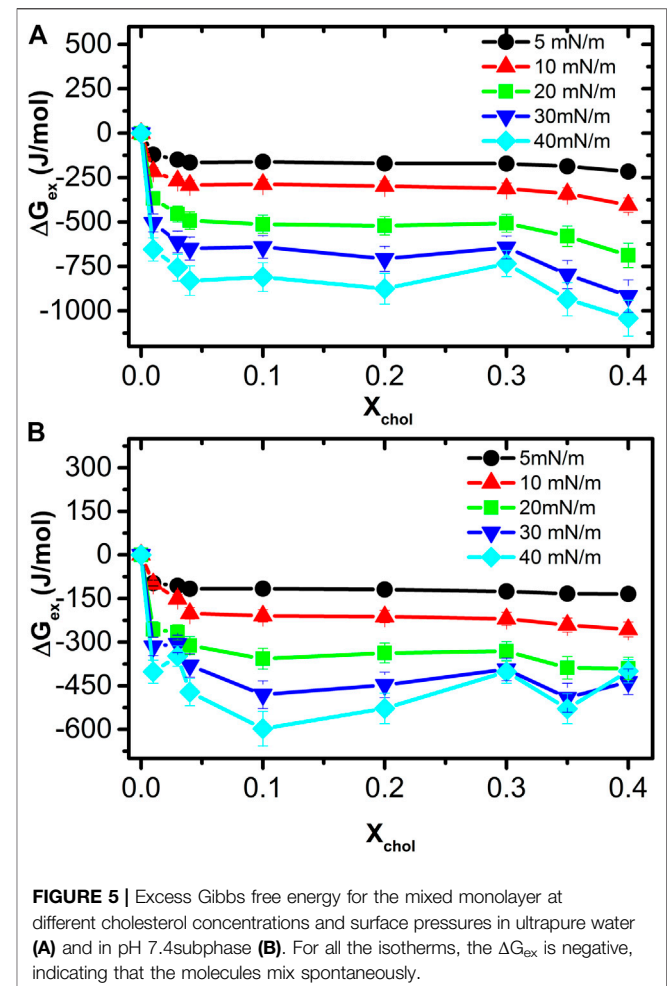 A
500
250
0
-250
-500
-750
-1000
ΔGex (J/mol)
5 mN/m
10 mN/m
20 mN/m
30mN/m
40mN/m
0.0 0.1 0.2 0.3 0.4
Xchol
B
300
150
0
-150
-300
-450
-600
ΔGex (J/mol)
5mN/m
10 mN/m
20mN/m
30 mN/m
40 mN/m
0.0 0.1 0.2 0.3 0.4
Xchol
FIGURE 5 | Excess Gibbs free energy for the mixed monolayer at
different cholesterol concentrations and surface pressures in ultrapure water
(A) and in pH 7.4subphase (B). For all the isotherms, the ΔGex is negative,
indicating that the molecules mix spontaneously.